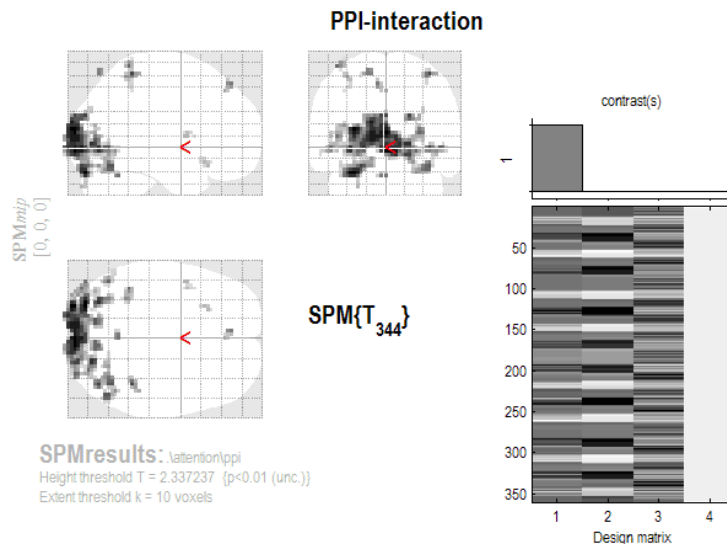 PPI-interaction
contrast(s)
1
SPMmip
[0, 0, 0]
<
<
<
SPM{T_344}
50
100
150
200
250
300
350
1 2 3 4
Design matrix
SPMresults: .\attention\ppi
Height threshold T = 2.337237 {p<0.01 (unc.)}
Extent threshold k = 10 voxels